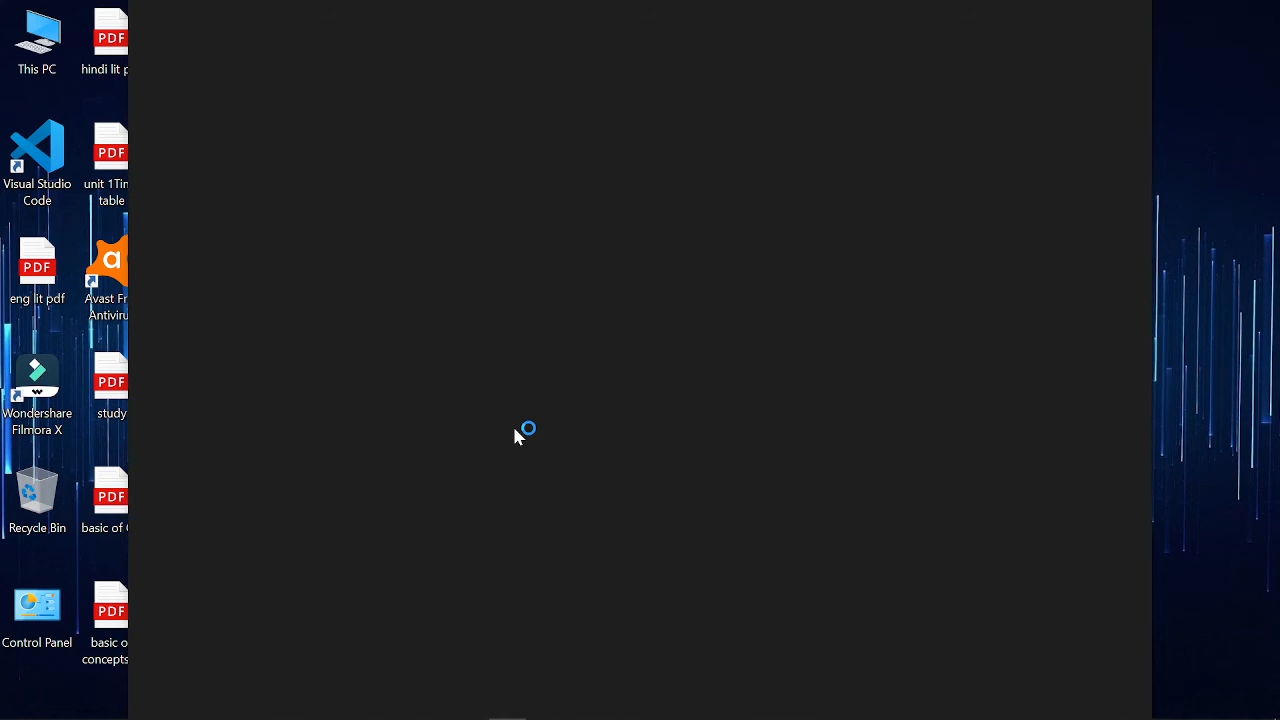 This PC
hindi lit p
Visual Studio
Code
unit 1Tim
table
PDF
eng lit pdf
a
Avast Fr
Antiviru
Wondershare
Filmora X
PDF
study
Recycle Bin
PDF
basic of
Control Panel
PDF
basic o
concepts
PDF
PDF